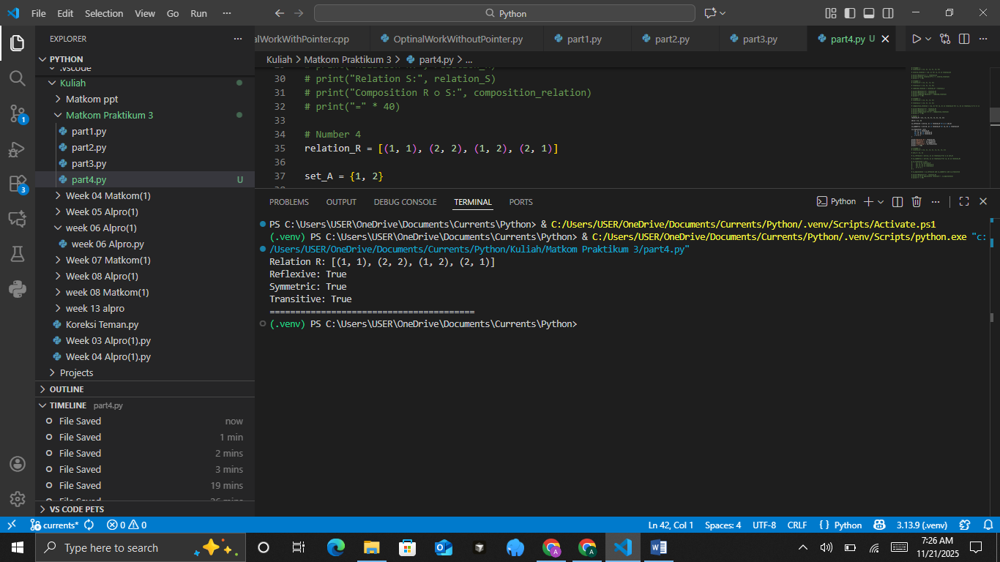 File Edit Selection View Go Run ···
Python
EXPLORER ···
PYTHON
.vscode
Kuliah
Matkom ppt
Matkom Praktikum 3
part1.py
part2.py
part3.py
part4.py U
Week 04 Matkom(1)
Week 05 Alpro(1)
week 06 Alpro(1)
week 06 Alpro.py
Week 07 Matkom(1)
Week 08 Alpro(1)
week 08 Matkom(1)
week 13 alpro
Koreksi Teman.py
Week 03 Alpro(1).py
Week 04 Alpro(1).py
Projects
OUTLINE
TIMELINE part4.py
File Saved now
File Saved 1 min
File Saved 2 mins
File Saved 3 mins
File Saved 19 mins
VS CODE PETS
1
3
alWorkWithPointer.cpp OptinalWorkWithoutPointer.py part1.py part2.py part3.py part4.py U
Kuliah > Matkom Praktikum 3 > part4.py > ...
30 # print("Relation S:", relation_S)
31 # print("Composition R o S:", composition_relation)
32 # print("=" * 40)
33
34 # Number 4
35 relation_R = [(1, 1), (2, 2), (1, 2), (2, 1)]
36
37 set_A = {1, 2}
PROBLEMS OUTPUT DEBUG CONSOLE TERMINAL PORTS
Python
PS C:\Users\USER\OneDrive\Documents\Currents\Python> & C:/Users/USER/OneDrive/Documents/Currents/Python/.venv/Scripts/Activate.ps1
(.venv) PS C:\Users\USER\OneDrive\Documents\Currents\Python> & C:/Users/USER/OneDrive/Documents/Currents/Python/.venv/Scripts/python.exe "c:
/Users/USER/OneDrive/Documents/Currents/Python/Kuliah/Matkom Praktikum 3/part4.py"
Relation R: [(1, 1), (2, 2), (1, 2), (2, 1)]
Reflexive: True
Symmetric: True
Transitive: True
========================================
(.venv) PS C:\Users\USER\OneDrive\Documents\Currents\Python>
currents* 0 0
Ln 42, Col 1 Spaces: 4 UTF-8 CRLF { } Python 3.13.9 (.venv)
Type here to search
7:26 AM
11/21/2025